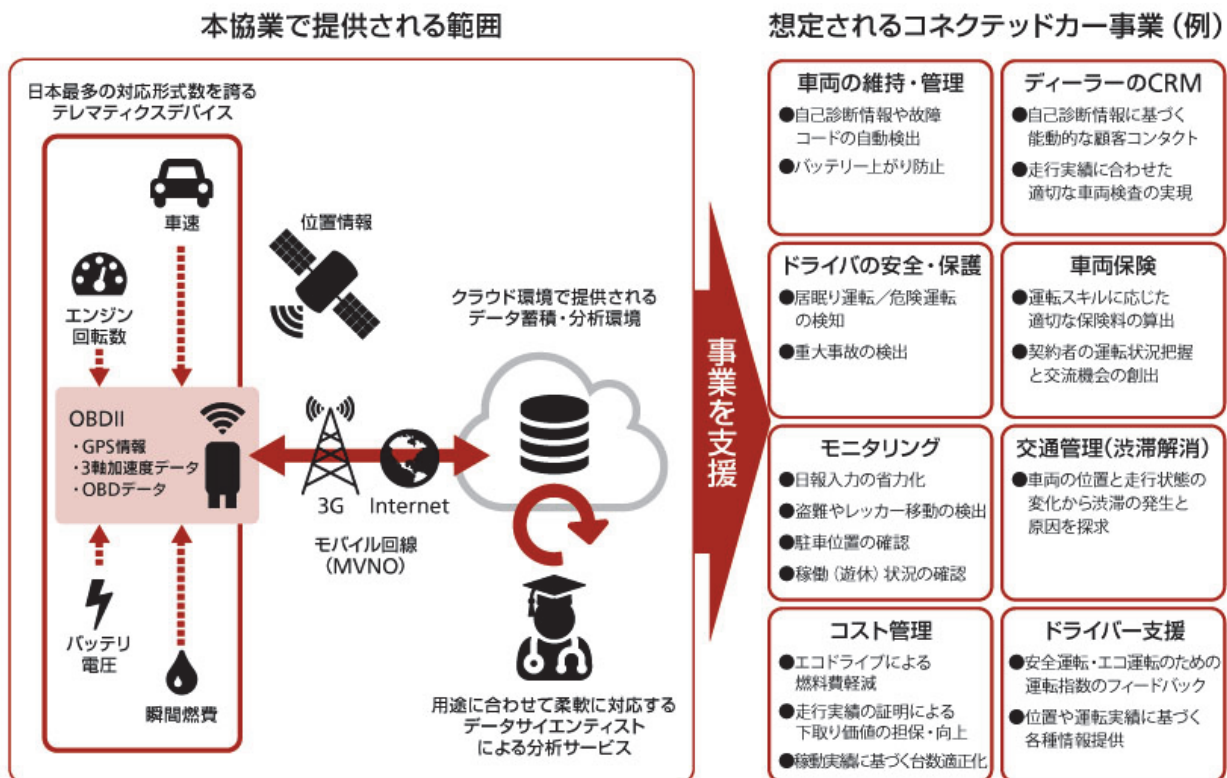 本協業で提供される範囲
日本最多の対応形式数を誇る
テレマティクスデバイス
車速
エンジン
回転数
OBDII
・GPS情報
・3軸加速度データ
・OBDデータ
バッテリ
電圧
瞬間燃費
位置情報
3G
Internet
モバイル回線
(MVNO)
クラウド環境で提供される
データ蓄積・分析環境
用途に合わせて柔軟に対応する
データサイエンティスト
による分析サービス
事業を支援
想定されるコネクテッドカー事業(例)
車両の維持・管理
●自己診断情報や故障
コードの自動検出
●バッテリー上がり防止
ディーラーのCRM
●自己診断情報に基づく
能動的な顧客コンタクト
●走行実績に合わせた
適切な車両検査の実現
ドライバの安全・保護
●居眠り運転／危険運転
の検知
●重大事故の検出
車両保険
●運転スキルに応じた
適切な保険料の算出
●契約者の運転状況把握
と交流機会の創出
モニタリング
●日報入力の省力化
●盗難やレッカー移動の検出
●駐車位置の確認
●稼働(遊休)状況の確認
交通管理(渋滞解消)
●車両の位置と走行状態の
変化から渋滞の発生と
原因を探求
コスト管理
●エコドライブによる
燃料費軽減
●走行実績の証明による
下取り価値の担保・向上
●稼動実績に基づく台数適正化
ドライバー支援
●安全運転・エコ運転のための
運転指数のフィードバック
●位置や運転実績に基づく
各種情報提供